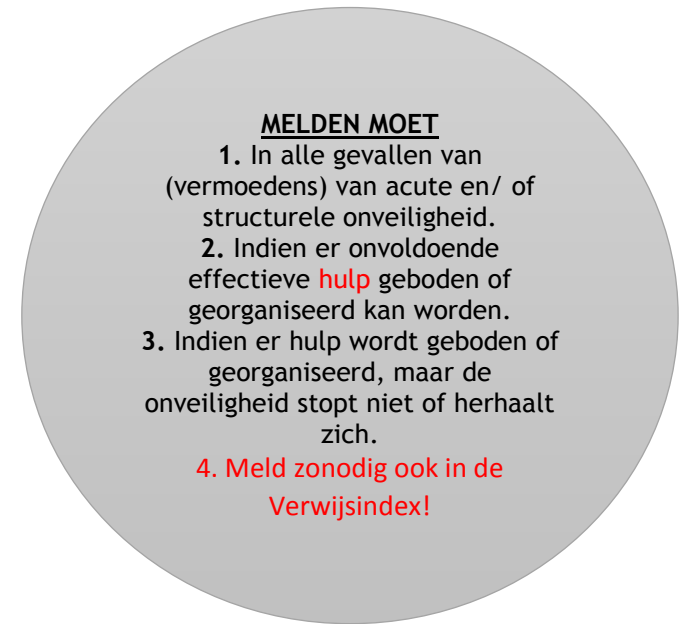 MELDEN MOET
1. In alle gevallen van
(vermoedens) van acute en/ of
structurele onveiligheid.
2. Indien er onvoldoende
effectieve hulp geboden of
georganiseerd kan worden.
3. Indien er hulp wordt geboden of
georganiseerd, maar de
onveiligheid stopt niet of herhaalt
zich.
4. Meld zonodig ook in de
Verwijsindex!